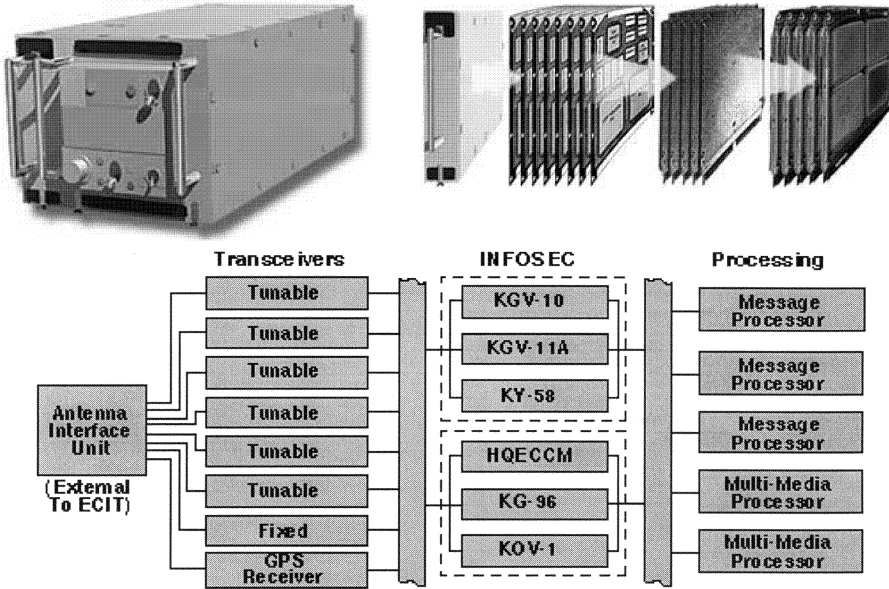 Transceivers
INFOSEC
Processing
Tunable
Tunable
Tunable
Tunable
Tunable
Tunable
Fixed
GPS
Receiver
Antenna
Interface
Unit
(External
To ECIT)
KGV-10
KGV-11A
KY-58
HQECCM
KG-96
KOV-1
Message
Processor
Message
Processor
Message
Processor
Multi-Media
Processor
Multi-Media
Processor